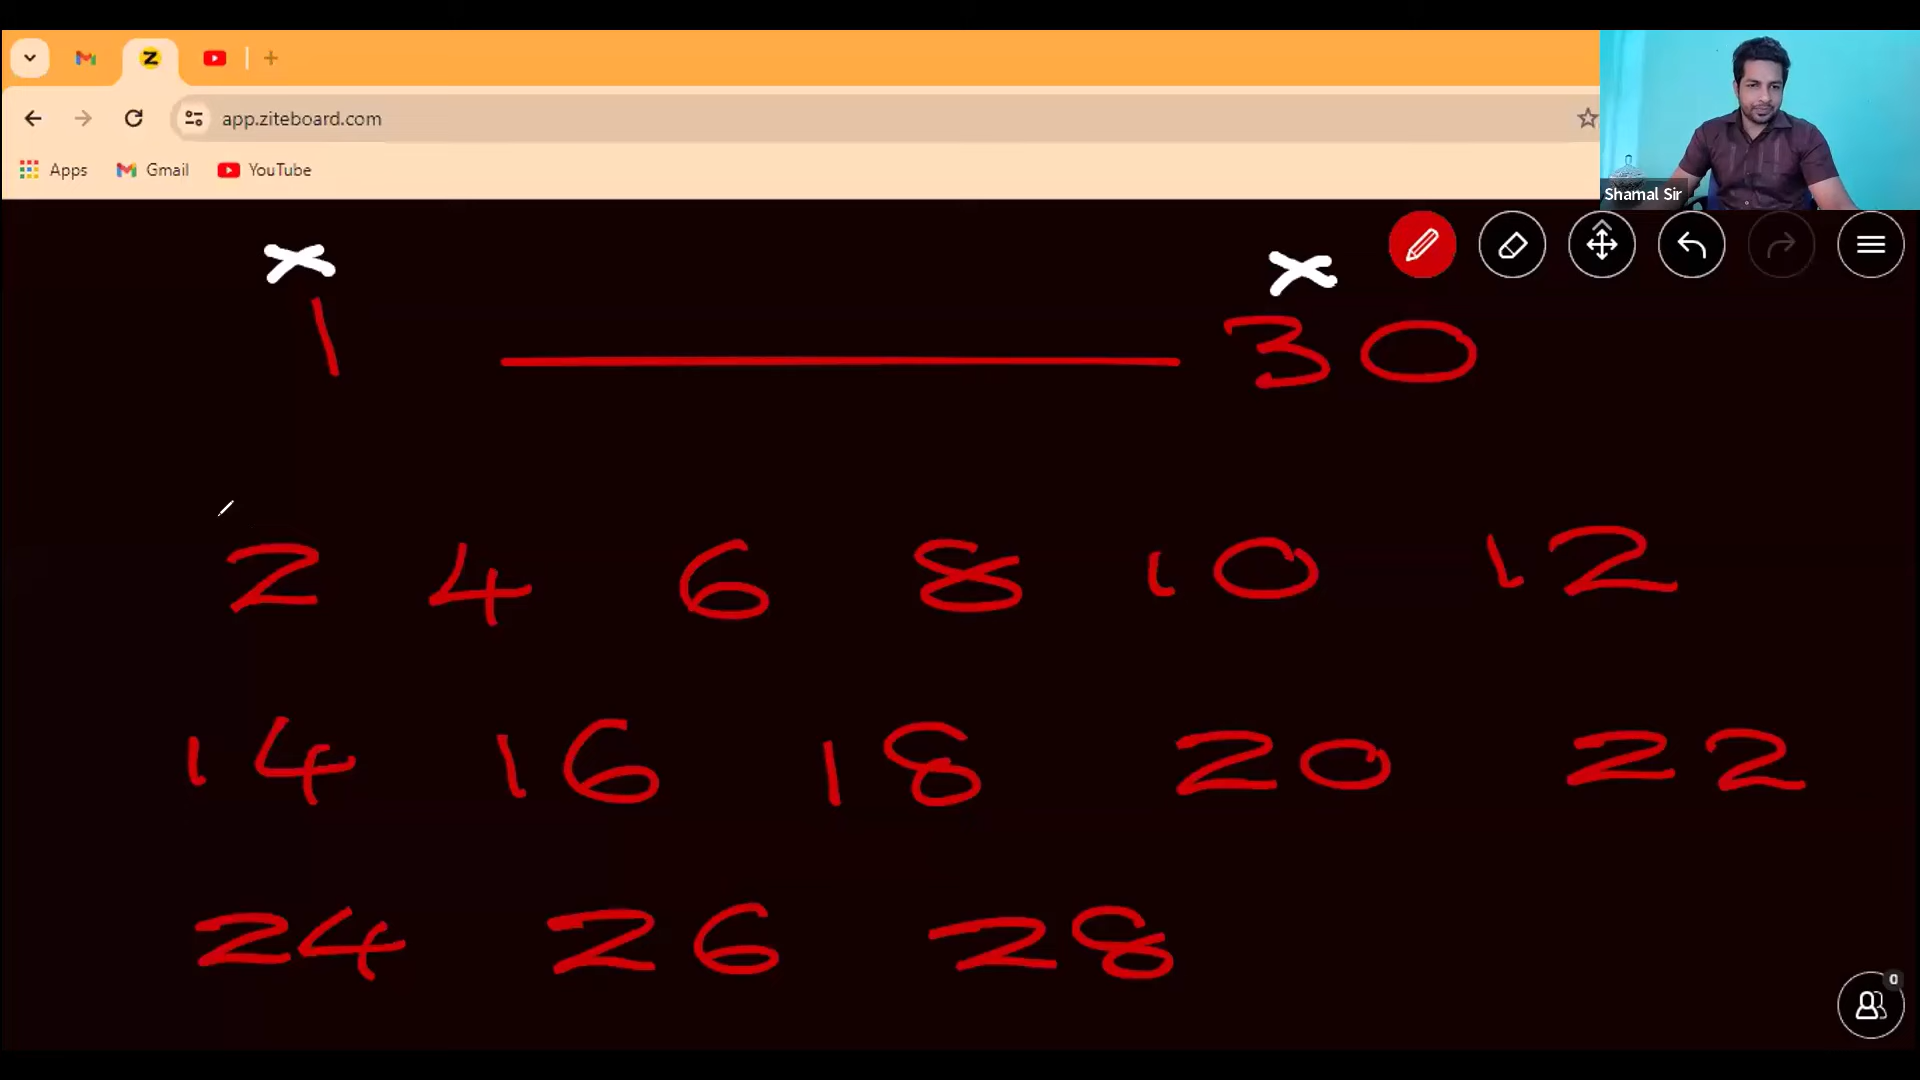 app.ziteboard.com
Apps Gmail YouTube
Shamal Sir
× ×
1 — 30
2 4 6 8 10 12
14 16 18 20 22
24 26 28
0